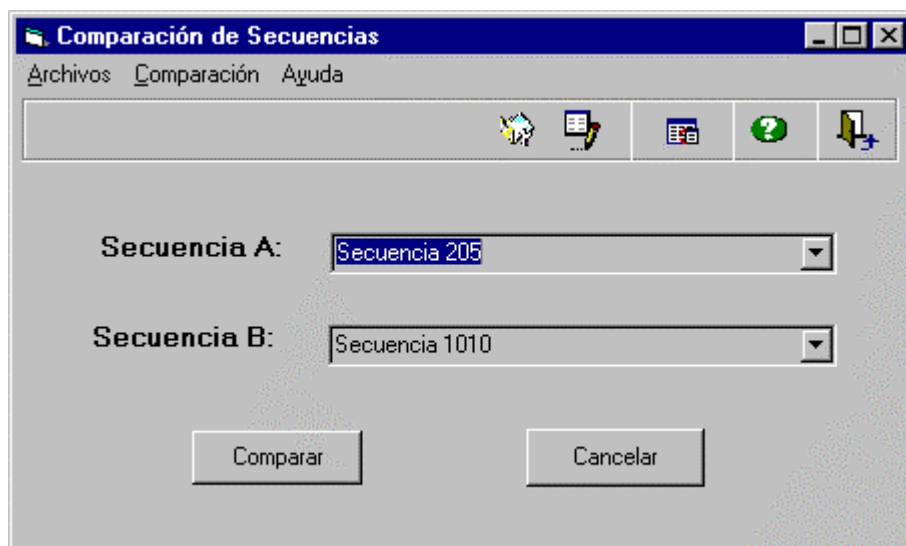 Comparación de Secuencias
Archivos Comparación Ayuda
Secuencia A: Secuencia 205
Secuencia B: Secuencia 1010
Comparar Cancelar